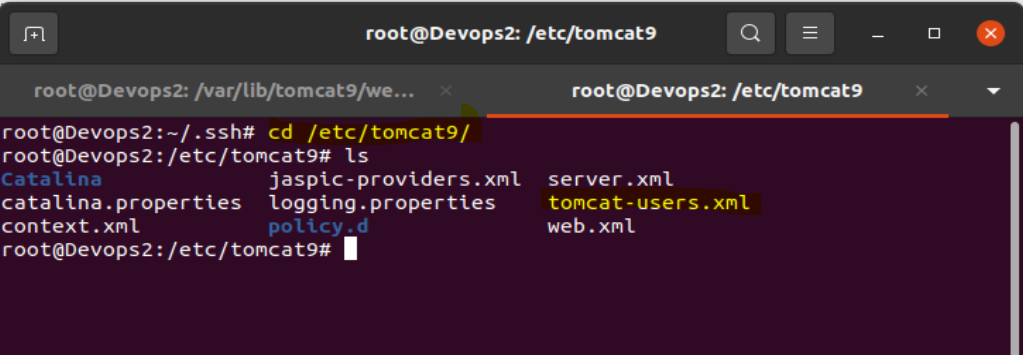 root@Devops2: /etc/tomcat9
root@Devops2: /var/lib/tomcat9/we... × root@Devops2: /etc/tomcat9 ×
root@Devops2:~/.ssh# cd /etc/tomcat9/
root@Devops2:/etc/tomcat9# ls
Catalina jaspic-providers.xml server.xml
catalina.properties logging.properties tomcat-users.xml
context.xml policy.d web.xml
root@Devops2:/etc/tomcat9#